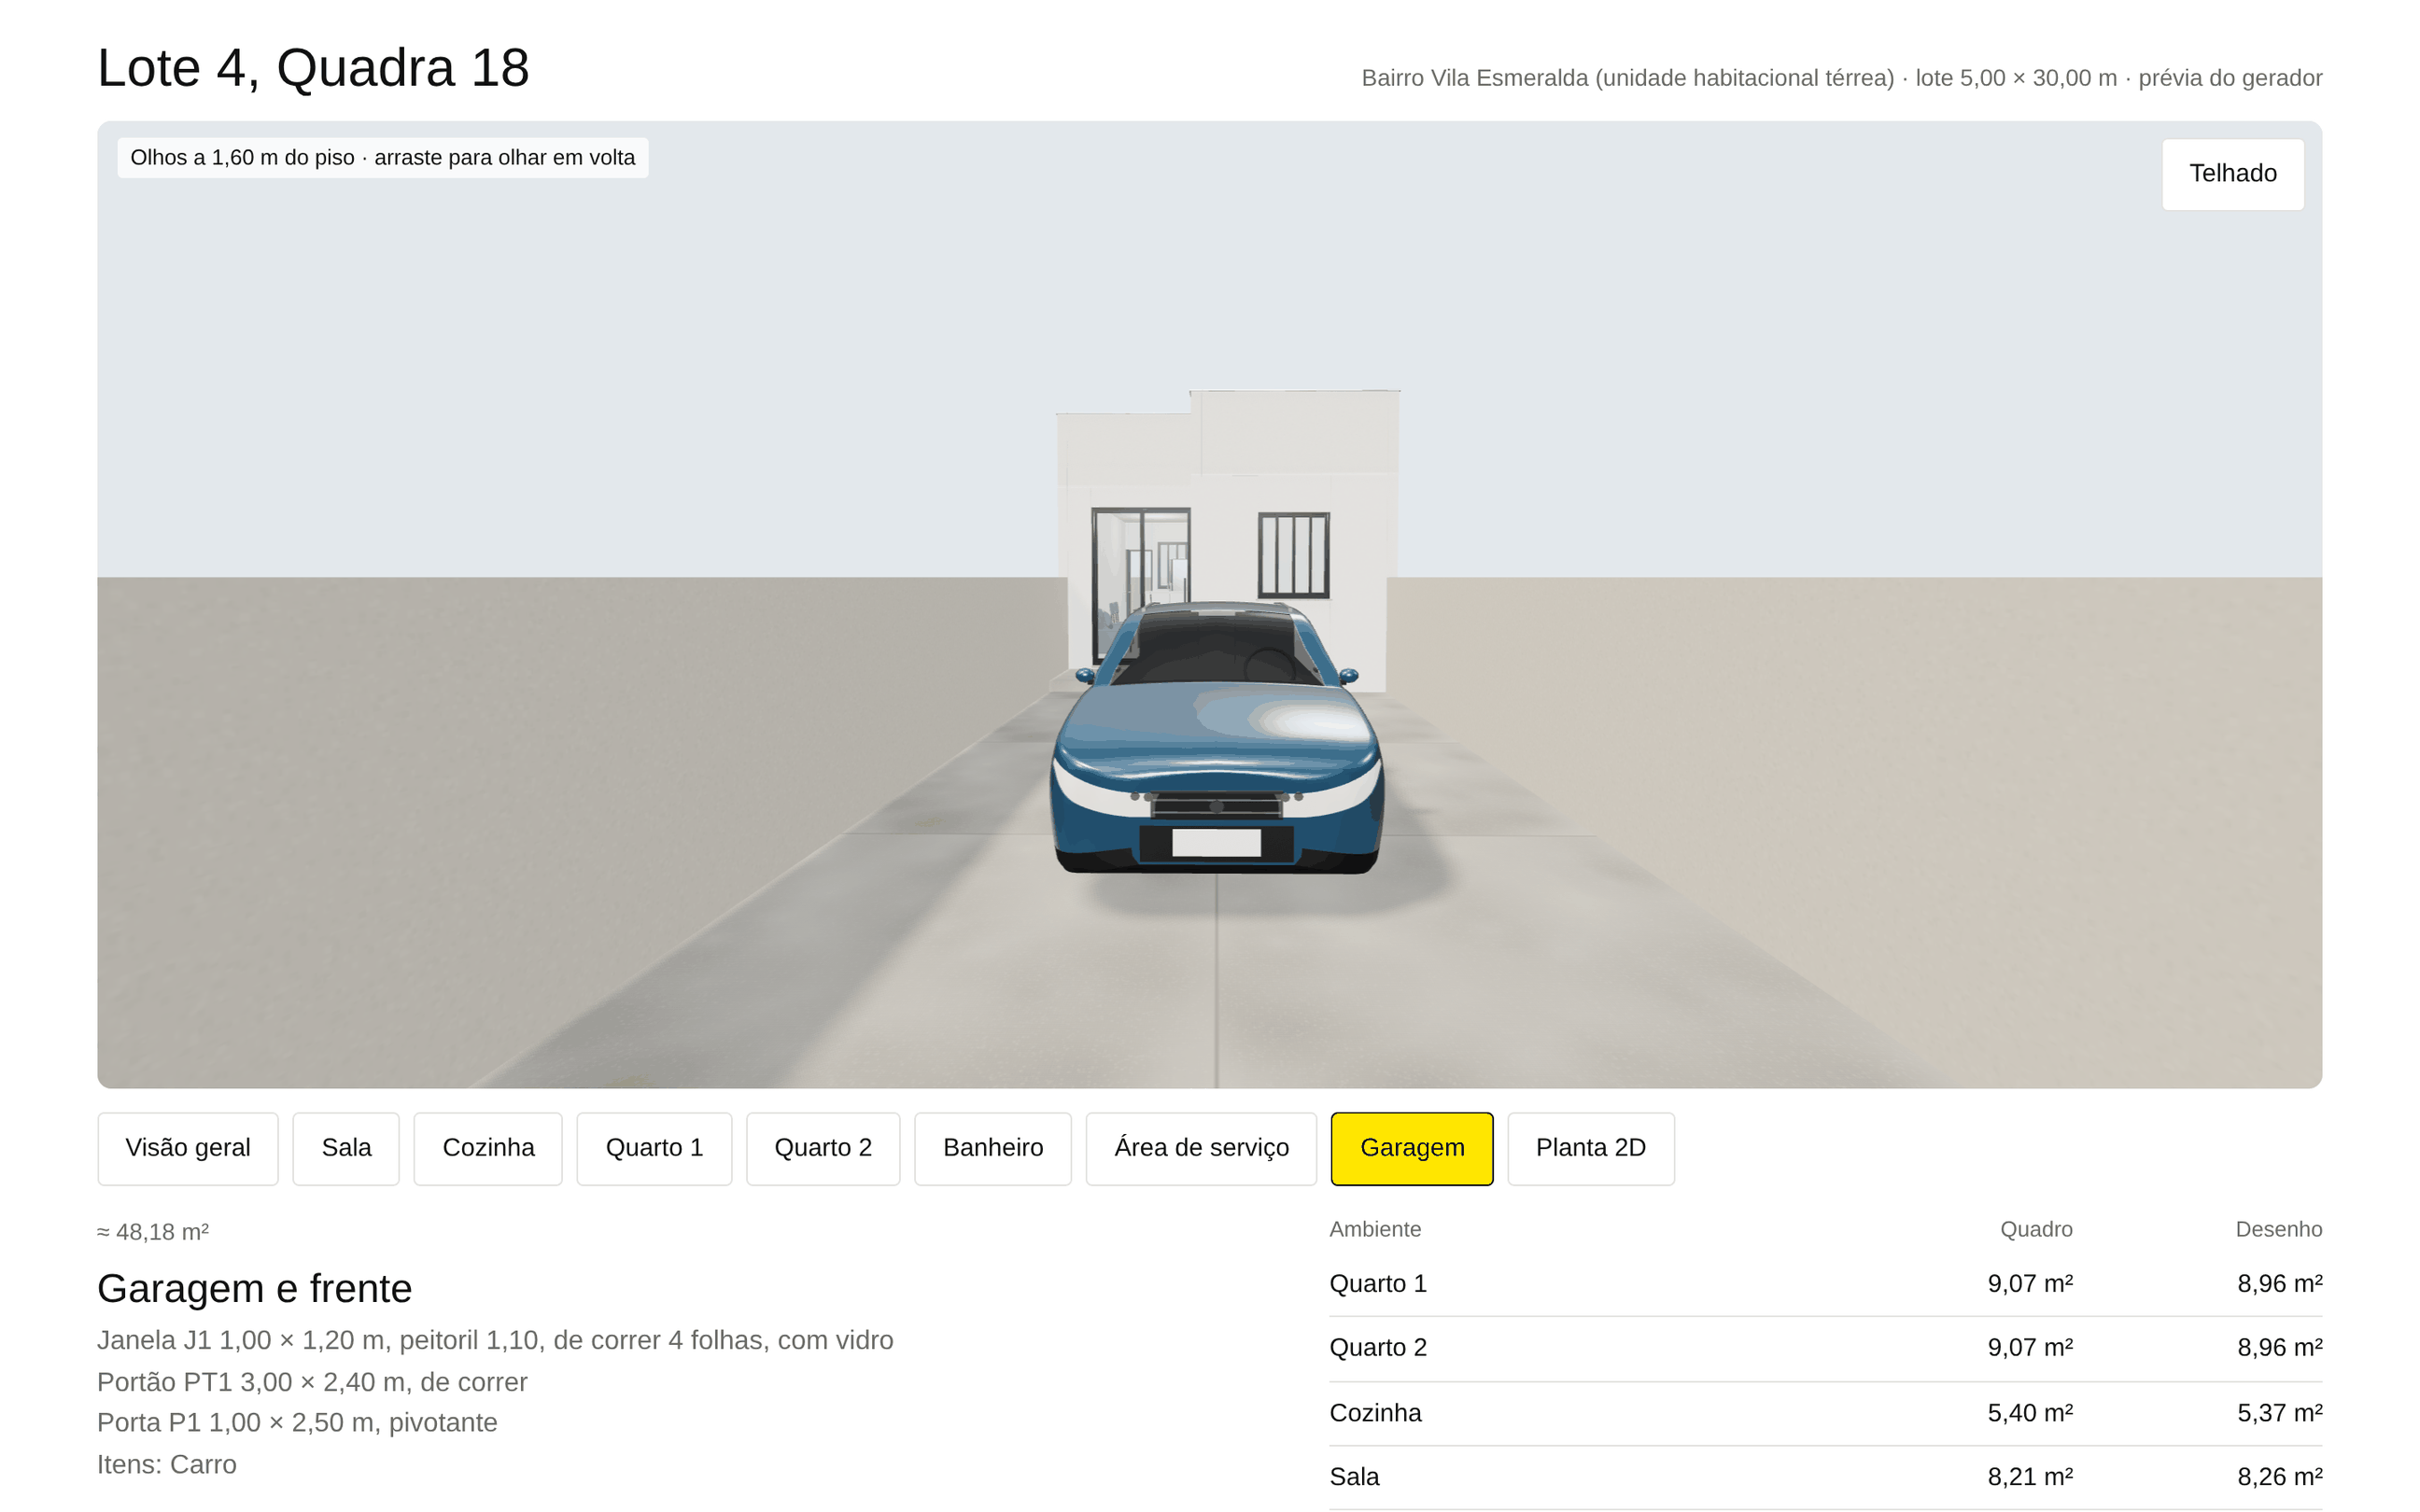 Lote 4, Quadra 18
Bairro Vila Esmeralda (unidade habitacional térrea) · lote 5,00 × 30,00 m · prévia do gerador
Olhos a 1,60 m do piso · arraste para olhar em volta
Telhado
Visão geral
Sala
Cozinha
Quarto 1
Quarto 2
Banheiro
Área de serviço
Garagem
Planta 2D
≈ 48,18 m²
Garagem e frente
Janela J1 1,00 × 1,20 m, peitoril 1,10, de correr 4 folhas, com vidro
Portão PT1 3,00 × 2,40 m, de correr
Porta P1 1,00 × 2,50 m, pivotante
Itens: Carro
Ambiente Quadro Desenho
Quarto 1 9,07 m² 8,96 m²
Quarto 2 9,07 m² 8,96 m²
Cozinha 5,40 m² 5,37 m²
Sala 8,21 m² 8,26 m²